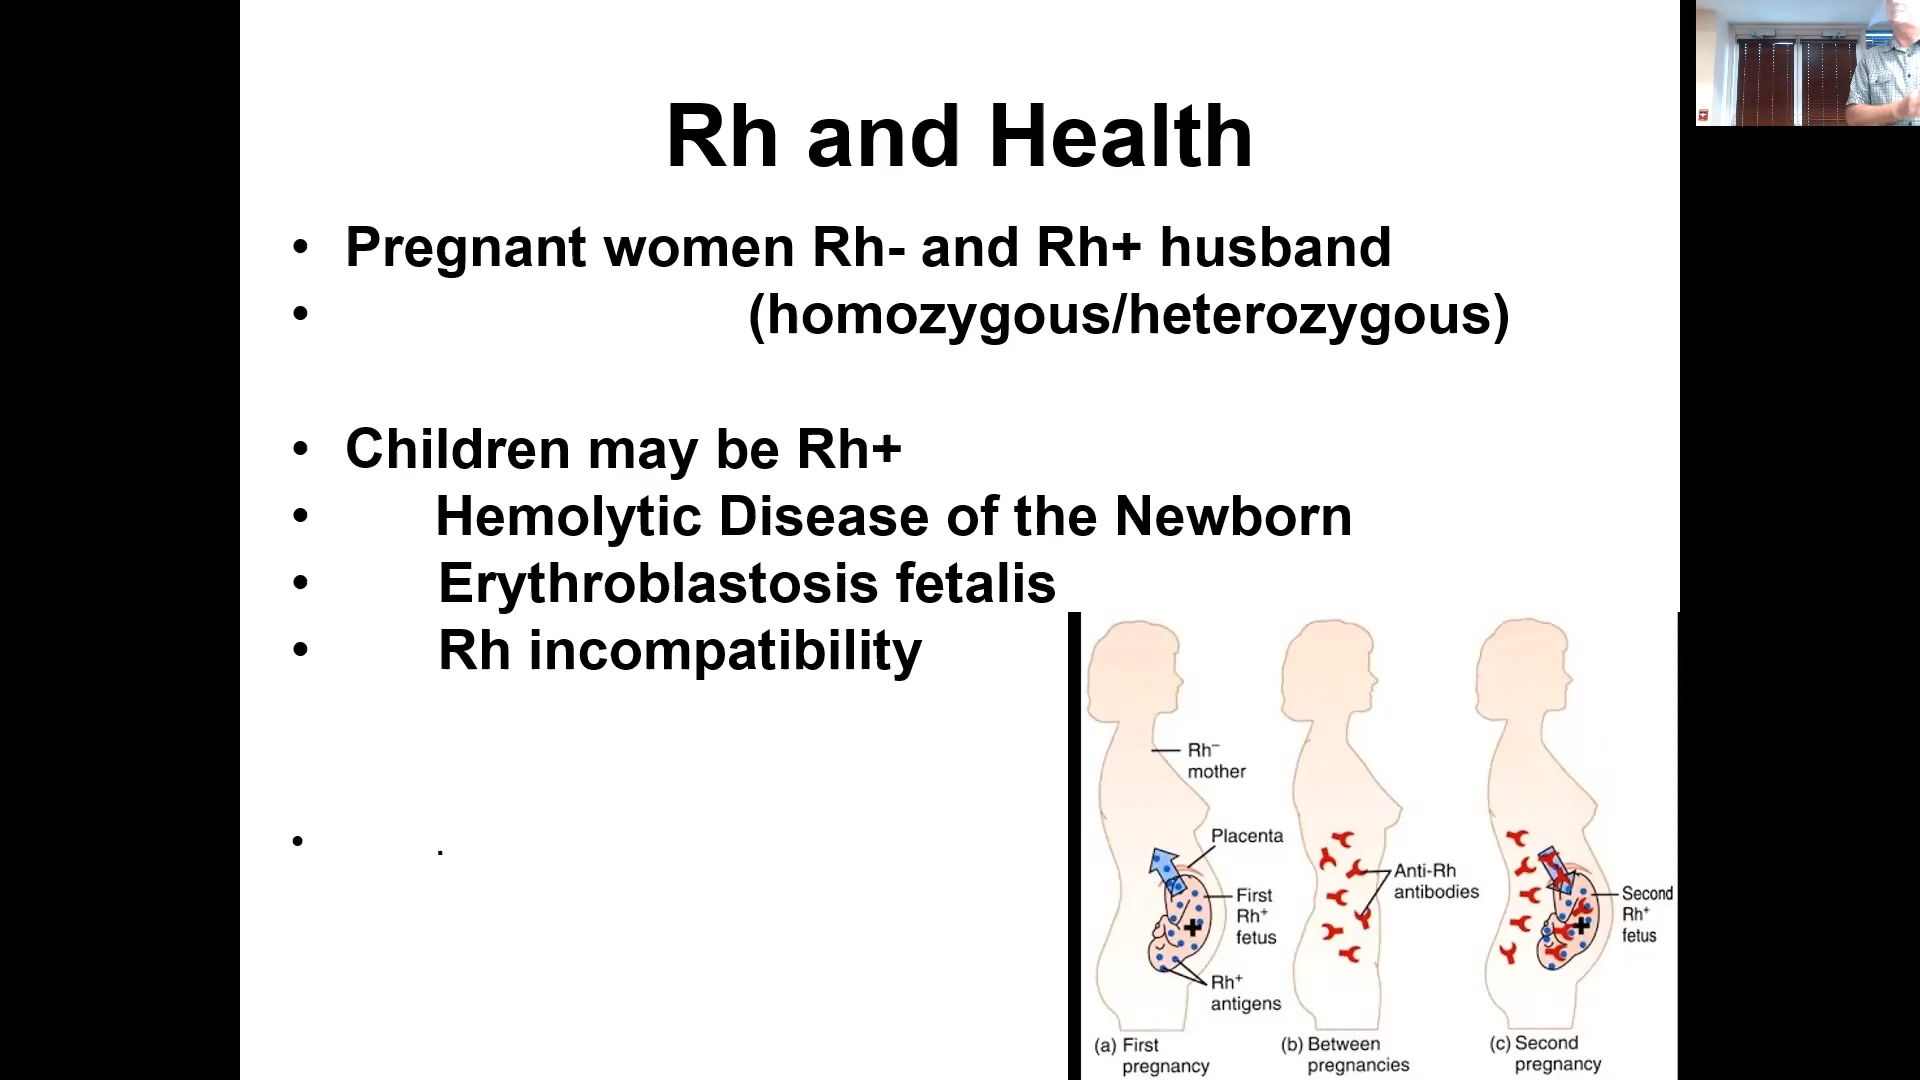 Rh and Health
• Pregnant women Rh- and Rh+ husband
• (homozygous/heterozygous)
• Children may be Rh+
• Hemolytic Disease of the Newborn
• Erythroblastosis fetalis
• Rh incompatibility
• .
Rh⁻
mother
Placenta
First
Rh⁺
fetus
Rh⁺
antigens
(a) First
pregnancy
Anti-Rh
antibodies
(b) Between
pregnancies
Second
Rh⁺
fetus
(c) Second
pregnancy